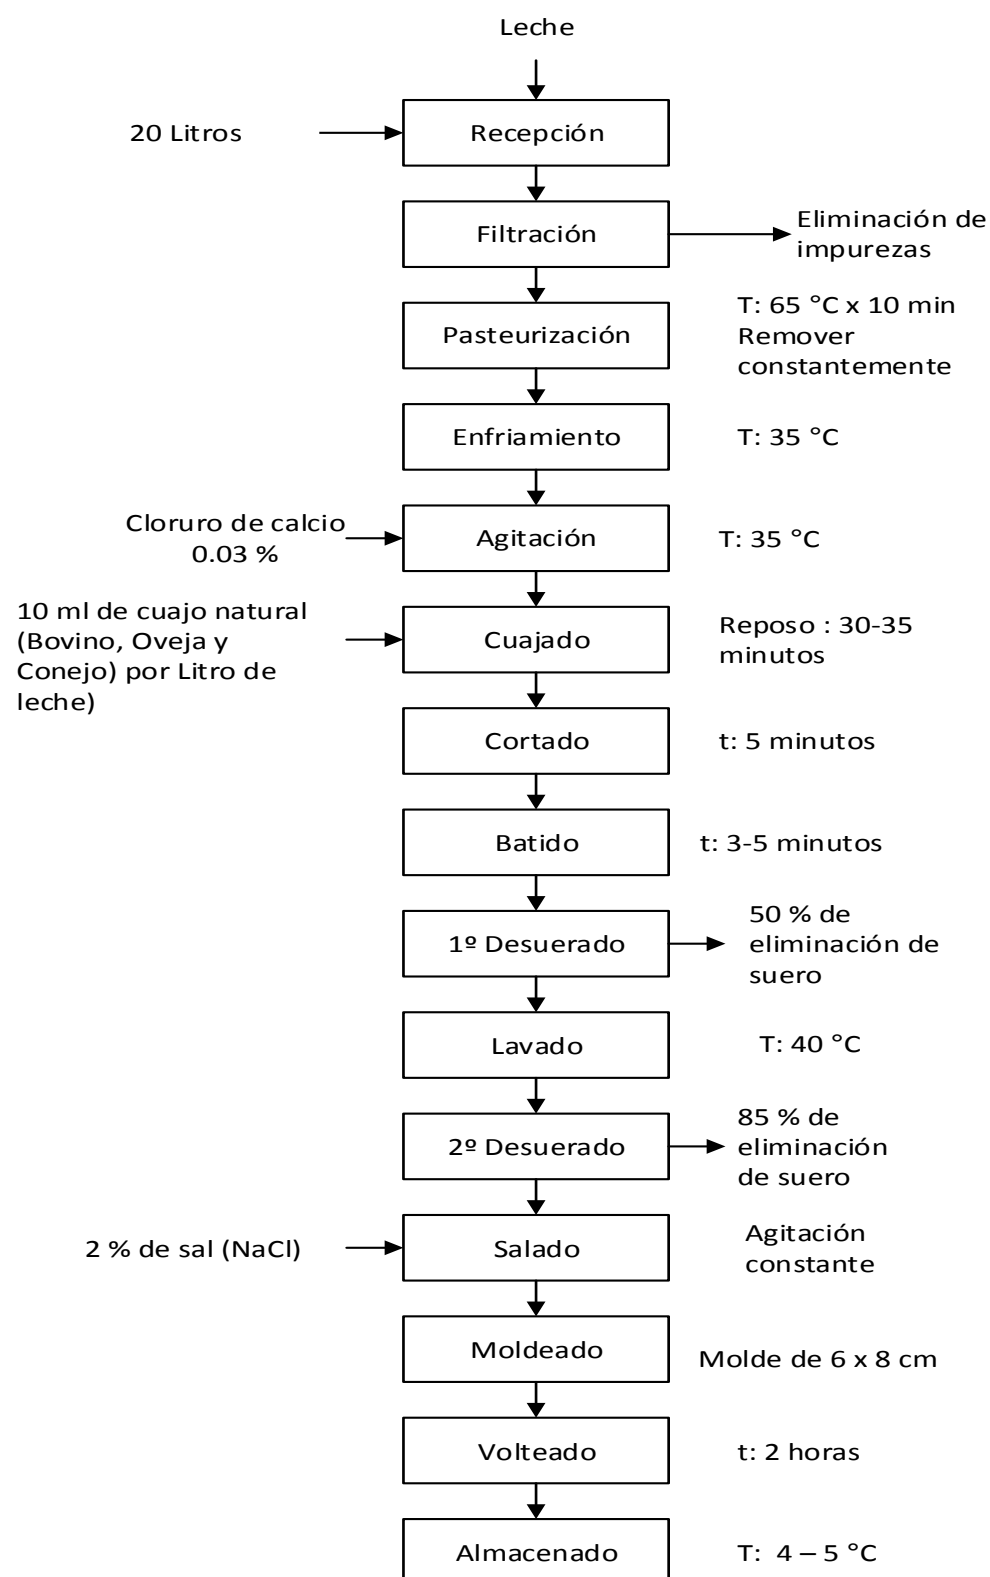 Leche
20 Litros
Recepción
Filtración
Eliminación de
impurezas
Pasteurización
T: 65 °C x 10 min
Remover
constantemente
Enfriamiento
T: 35 °C
Cloruro de calcio
0.03 %
Agitación
T: 35 °C
10 ml de cuajo natural
(Bovino, Oveja y
Conejo) por Litro de
leche)
Cuajado
Reposo : 30-35
minutos
Cortado
t: 5 minutos
Batido
t: 3-5 minutos
1º Desuerado
50 % de
eliminación de
suero
Lavado
T: 40 °C
2º Desuerado
85 % de
eliminación
de suero
2 % de sal (NaCl)
Salado
Agitación
constante
Moldeado
Molde de 6 x 8 cm
Volteado
t: 2 horas
Almacenado
T: 4 – 5 °C